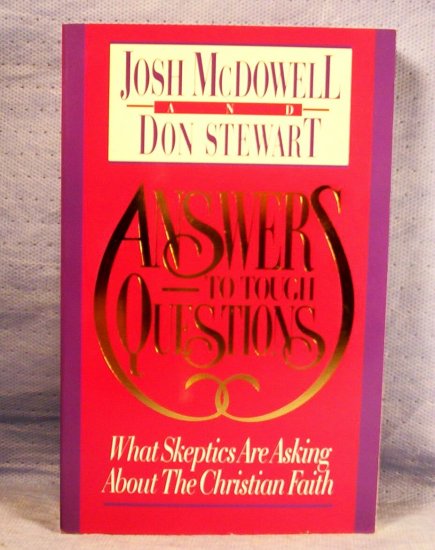 JOSH MCDOWELL
AND
DON STEWART
ANSWERS
TO TOUGH
QUESTIONS
What Skeptics Are Asking
About The Christian Faith